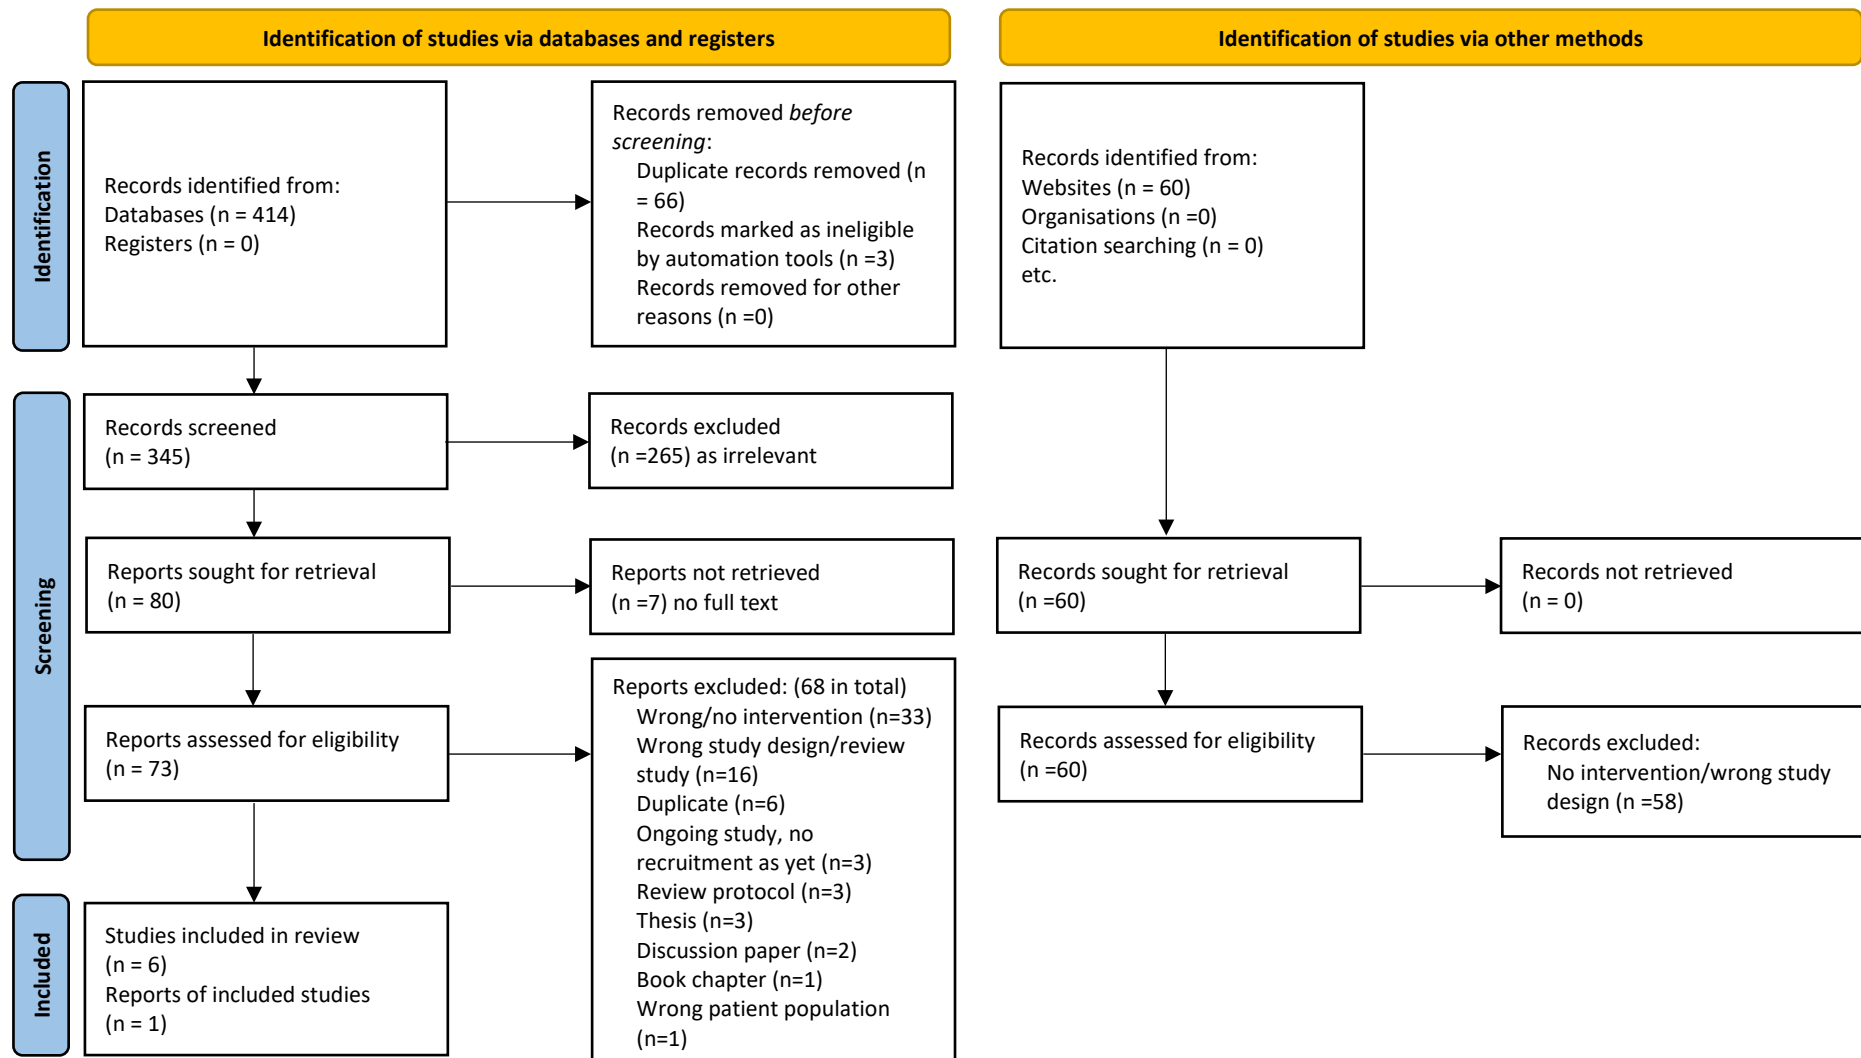 Identification of studies via databases and registers
Identification of studies via other methods
Identification
Records identified from:
Databases (n = 414)
Registers (n = 0)
Records removed before
screening:
Duplicate records removed (n
= 66)
Records marked as ineligible
by automation tools (n =3)
Records removed for other
reasons (n =0)
Records identified from:
Websites (n = 60)
Organisations (n =0)
Citation searching (n = 0)
etc.
Screening
Records screened
(n = 345)
Records excluded
(n =265) as irrelevant
Reports sought for retrieval
(n = 80)
Reports not retrieved
(n =7) no full text
Records sought for retrieval
(n =60)
Records not retrieved
(n = 0)
Reports assessed for eligibility
(n = 73)
Reports excluded: (68 in total)
Wrong/no intervention (n=33)
Wrong study design/review
study (n=16)
Duplicate (n=6)
Ongoing study, no
recruitment as yet (n=3)
Review protocol (n=3)
Thesis (n=3)
Discussion paper (n=2)
Book chapter (n=1)
Wrong patient population
(n=1)
Records assessed for eligibility
(n =60)
Records excluded:
No intervention/wrong study
design (n =58)
Included
Studies included in review
(n = 6)
Reports of included studies
(n = 1)